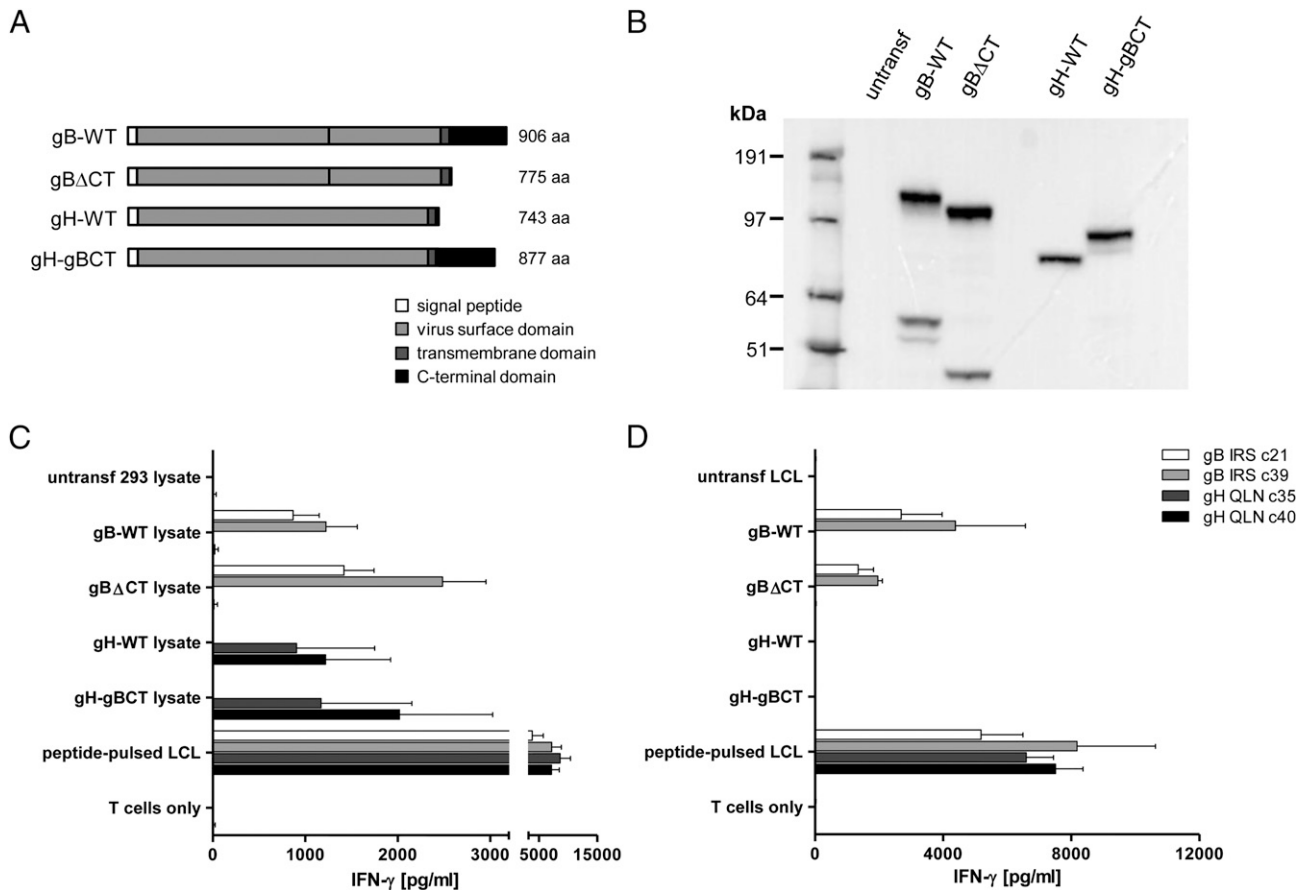 A
gB-WT 906 aa
gBΔCT 775 aa
gH-WT 743 aa
gH-gBCT 877 aa
signal peptide
virus surface domain
transmembrane domain
C-terminal domain
B
untransf
gB-WT
gBΔCT
gH-WT
gH-gBCT
kDa
191
97
64
51
C
untransf 293 lysate
gB-WT lysate
gBΔCT lysate
gH-WT lysate
gH-gBCT lysate
peptide-pulsed LCL
T cells only
0 1000 2000 3000 5000 15000
IFN-γ [pg/ml]
D
gB IRS c21
gB IRS c39
gH QLN c35
gH QLN c40
untransf LCL
gB-WT
gBΔCT
gH-WT
gH-gBCT
peptide-pulsed LCL
T cells only
0 4000 8000 12000
IFN-γ [pg/ml]